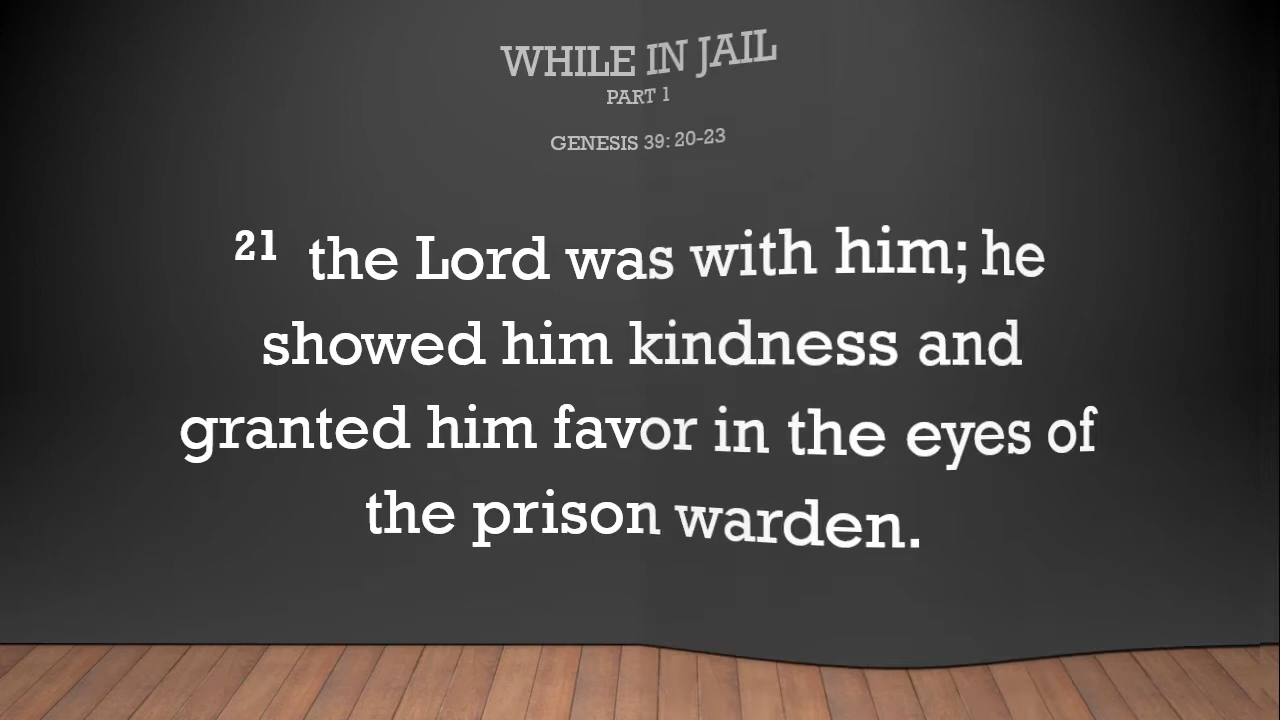 WHILE IN JAIL
PART 1
GENESIS 39: 20-23
21 the Lord was with him; he
showed him kindness and
granted him favor in the eyes of
the prison warden.